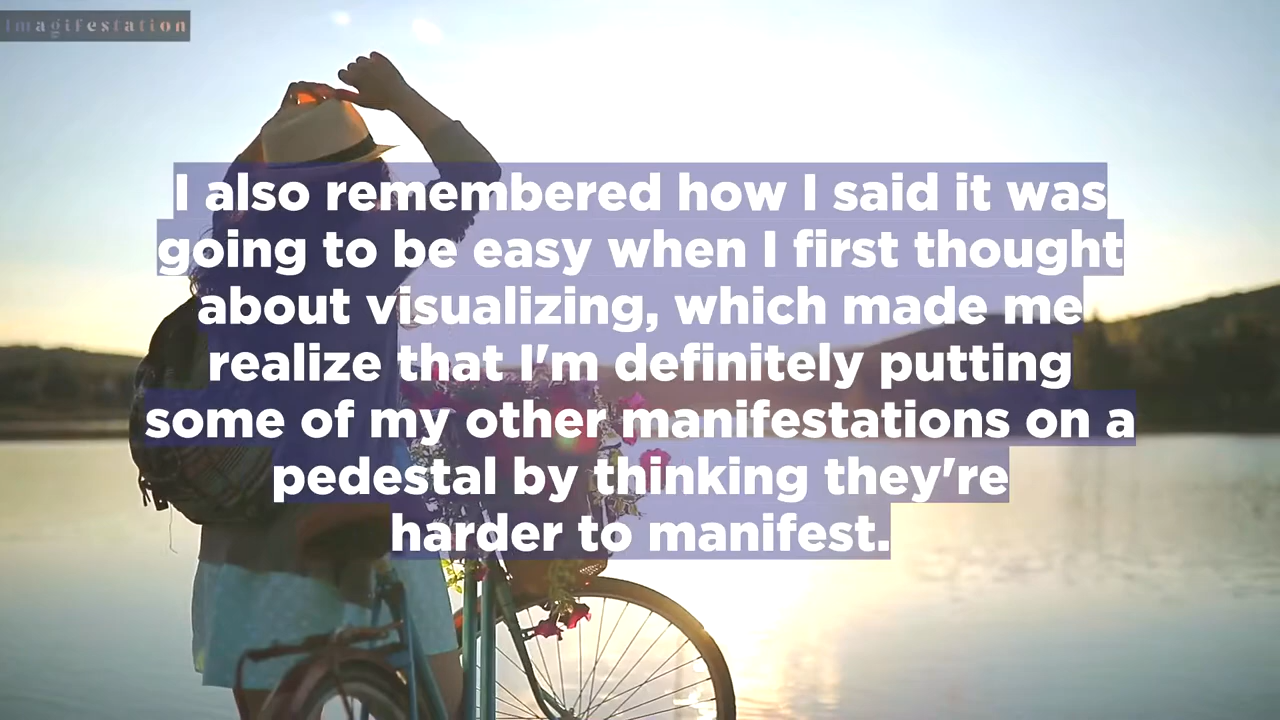 Imagifestation
I also remembered how I said it was
going to be easy when I first thought
about visualizing, which made me
realize that I'm definitely putting
some of my other manifestations on a
pedestal by thinking they're
harder to manifest.